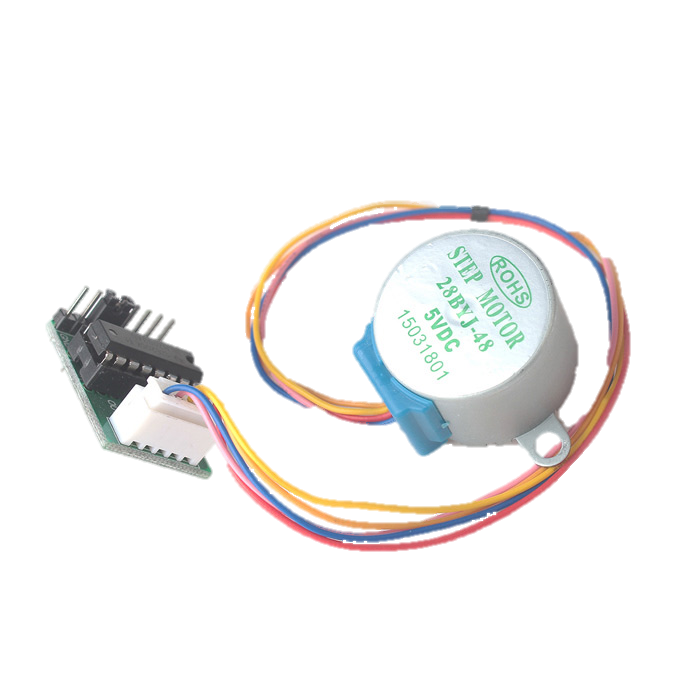 ROHS
STEP MOTOR
28BYJ-48
5VDC
15031801